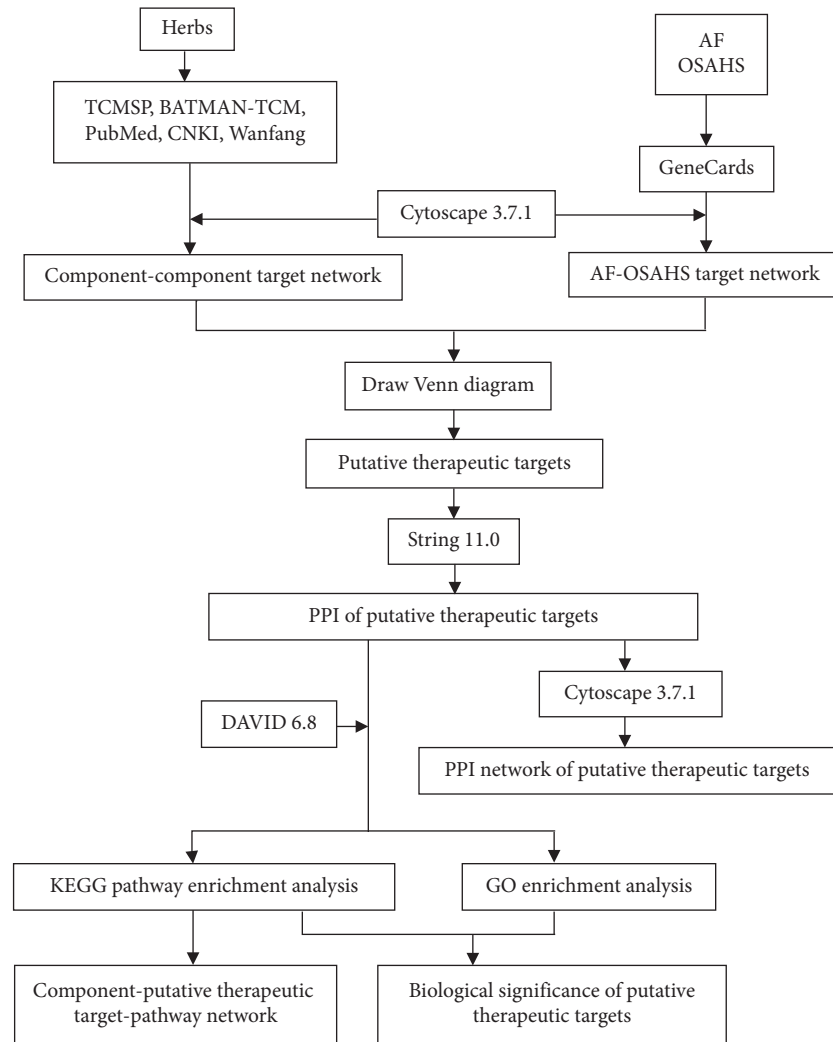 Herbs
AF
OSAHS
TCMSP, BATMAN-TCM,
PubMed, CNKI, Wanfang
GeneCards
Cytoscape 3.7.1
Component-component target network
AF-OSAHS target network
Draw Venn diagram
Putative therapeutic targets
String 11.0
PPI of putative therapeutic targets
Cytoscape 3.7.1
DAVID 6.8
PPI network of putative therapeutic targets
KEGG pathway enrichment analysis
GO enrichment analysis
Component-putative therapeutic
target-pathway network
Biological significance of putative
therapeutic targets